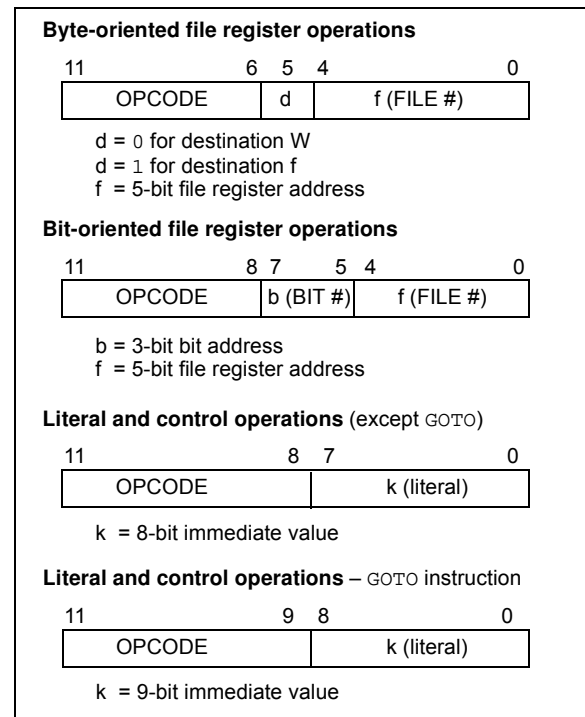 Byte-oriented file register operations
11 6 5 4 0
OPCODE d f (FILE #)
d = 0 for destination W
d = 1 for destination f
f = 5-bit file register address
Bit-oriented file register operations
11 8 7 5 4 0
OPCODE b (BIT #) f (FILE #)
b = 3-bit bit address
f = 5-bit file register address
Literal and control operations (except GOTO)
11 8 7 0
OPCODE k (literal)
k = 8-bit immediate value
Literal and control operations – GOTO instruction
11 9 8 0
OPCODE k (literal)
k = 9-bit immediate value